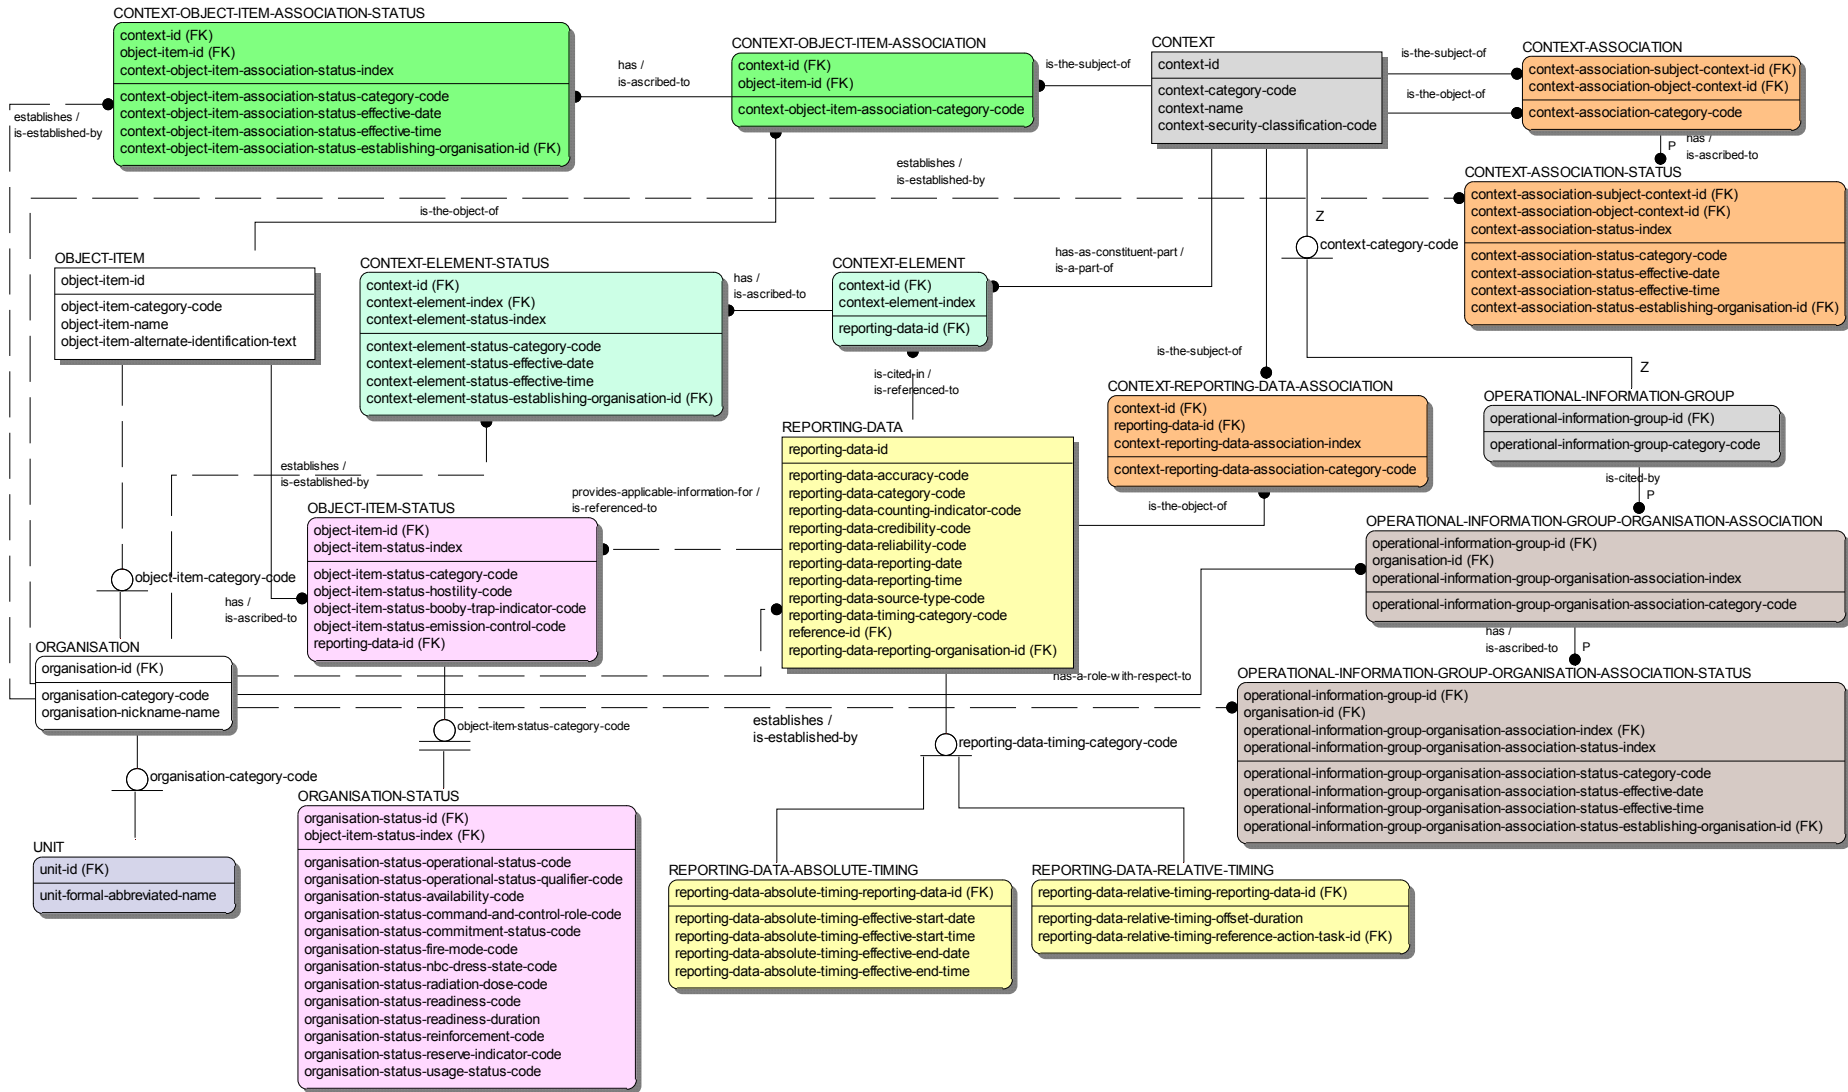 CONTEXT-OBJECT-ITEM-ASSOCIATION-STATUS
context-id (FK)
object-item-id (FK)
context-object-item-association-status-index
context-object-item-association-status-category-code
context-object-item-association-status-effective-date
context-object-item-association-status-effective-time
context-object-item-association-status-establishing-organisation-id (FK)
has /
is-ascribed-to
CONTEXT-OBJECT-ITEM-ASSOCIATION
context-id (FK)
object-item-id (FK)
context-object-item-association-category-code
is-the-subject-of
CONTEXT
context-id
context-category-code
context-name
context-security-classification-code
is-the-subject-of
is-the-object-of
CONTEXT-ASSOCIATION
context-association-subject-context-id (FK)
context-association-object-context-id (FK)
context-association-category-code
P
has /
is-ascribed-to
establishes /
is-established-by
establishes /
is-established-by
CONTEXT-ASSOCIATION-STATUS
context-association-subject-context-id (FK)
context-association-object-context-id (FK)
context-association-status-index
context-association-status-category-code
context-association-status-effective-date
context-association-status-effective-time
context-association-status-establishing-organisation-id (FK)
is-the-object-of
Z
context-category-code
OBJECT-ITEM
object-item-id
object-item-category-code
object-item-name
object-item-alternate-identification-text
CONTEXT-ELEMENT-STATUS
context-id (FK)
context-element-index (FK)
context-element-status-index
context-element-status-category-code
context-element-status-effective-date
context-element-status-effective-time
context-element-status-establishing-organisation-id (FK)
has /
is-ascribed-to
CONTEXT-ELEMENT
context-id (FK)
context-element-index
reporting-data-id (FK)
has-as-constituent-part /
is-a-part-of
is-cited-in /
is-referenced-to
is-the-subject-of
Z
CONTEXT-REPORTING-DATA-ASSOCIATION
context-id (FK)
reporting-data-id (FK)
context-reporting-data-association-index
context-reporting-data-association-category-code
is-the-object-of
OPERATIONAL-INFORMATION-GROUP
operational-information-group-id (FK)
operational-information-group-category-code
is-cited-by
P
establishes /
is-established-by
provides-applicable-information-for /
is-referenced-to
REPORTING-DATA
reporting-data-id
reporting-data-accuracy-code
reporting-data-category-code
reporting-data-counting-indicator-code
reporting-data-credibility-code
reporting-data-reliability-code
reporting-data-reporting-date
reporting-data-reporting-time
reporting-data-source-type-code
reporting-data-timing-category-code
reference-id (FK)
reporting-data-reporting-organisation-id (FK)
OBJECT-ITEM-STATUS
object-item-id (FK)
object-item-status-index
object-item-status-category-code
object-item-status-hostility-code
object-item-status-booby-trap-indicator-code
object-item-status-emission-control-code
reporting-data-id (FK)
object-item-category-code
has /
is-ascribed-to
OPERATIONAL-INFORMATION-GROUP-ORGANISATION-ASSOCIATION
operational-information-group-id (FK)
organisation-id (FK)
operational-information-group-organisation-association-index
operational-information-group-organisation-association-category-code
has /
is-ascribed-to
P
ORGANISATION
organisation-id (FK)
organisation-category-code
organisation-nickname-name
has-a-role-with-respect-to
establishes /
is-established-by
OPERATIONAL-INFORMATION-GROUP-ORGANISATION-ASSOCIATION-STATUS
operational-information-group-id (FK)
organisation-id (FK)
operational-information-group-organisation-association-index (FK)
operational-information-group-organisation-association-status-index
operational-information-group-organisation-association-status-category-code
operational-information-group-organisation-association-status-effective-date
operational-information-group-organisation-association-status-effective-time
operational-information-group-organisation-association-status-establishing-organisation-id (FK)
object-item-status-category-code
reporting-data-timing-category-code
organisation-category-code
ORGANISATION-STATUS
organisation-status-id (FK)
object-item-status-index (FK)
organisation-status-operational-status-code
organisation-status-operational-status-qualifier-code
organisation-status-availability-code
organisation-status-command-and-control-role-code
organisation-status-commitment-status-code
organisation-status-fire-mode-code
organisation-status-nbc-dress-state-code
organisation-status-radiation-dose-code
organisation-status-readiness-code
organisation-status-readiness-duration
organisation-status-reinforcement-code
organisation-status-reserve-indicator-code
organisation-status-usage-status-code
UNIT
unit-id (FK)
unit-formal-abbreviated-name
REPORTING-DATA-ABSOLUTE-TIMING
reporting-data-absolute-timing-reporting-data-id (FK)
reporting-data-absolute-timing-effective-start-date
reporting-data-absolute-timing-effective-start-time
reporting-data-absolute-timing-effective-end-date
reporting-data-absolute-timing-effective-end-time
REPORTING-DATA-RELATIVE-TIMING
reporting-data-relative-timing-reporting-data-id (FK)
reporting-data-relative-timing-offset-duration
reporting-data-relative-timing-reference-action-task-id (FK)